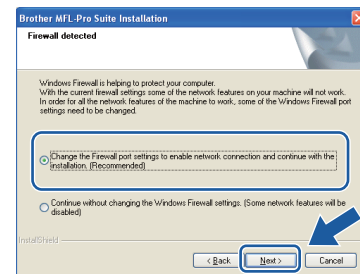 Brother MFL-Pro Suite Installation
Firewall detected
Windows Firewall is helping to protect your computer.
With the current firewall settings some of the network features on your machine will not work.
In order for all the network features of the machine to work, some of the Windows Firewall port
settings need to be changed.
Change the Firewall port settings to enable network connection and continue with the
installation. (Recommended)
Continue without changing the Windows Firewall settings. (Some network features will be
disabled)
InstallShield
< Back Next > Cancel